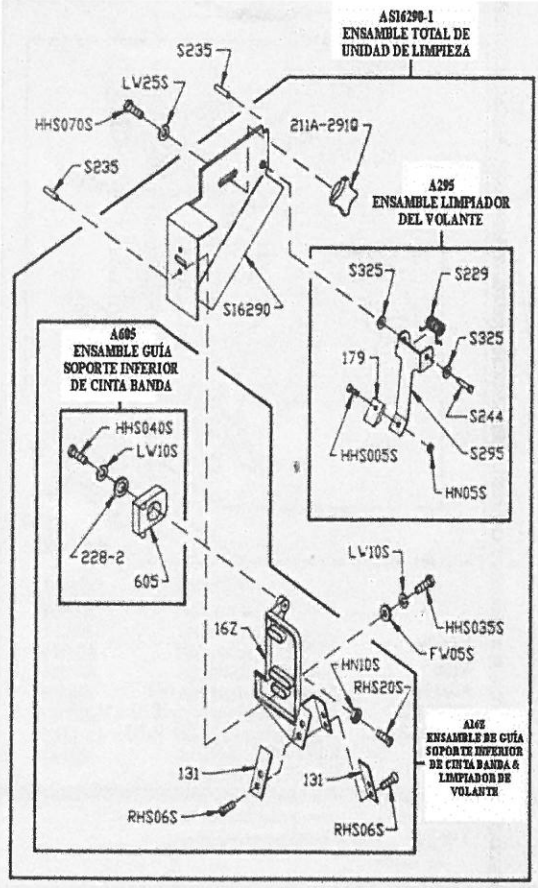 AS16290-1
ENSAMBLE TOTAL DE
UNIDAD DE LIMPIEZA
S235
LW25S
HHS070S
211A-291Q
S235
A295
ENSAMBLE LIMPIADOR
DEL VOLANTE
S325
S229
S16290
S325
179
A605
ENSAMBLE GUÍA
SOPORTE INFERIOR
DE CINTA BANDA
S244
HHS005S
S295
HHS040S
LW10S
HN05S
228-2
605
LW10S
HHS035S
16Z
FW05S
HN10S
RHS20S
A16Z
ENSAMBLE DE GUÍA
SOPORTE INFERIOR
DE CINTA BANDA &
LIMPIADOR DE
VOLANTE
131
131
RHS06S
RHS06S